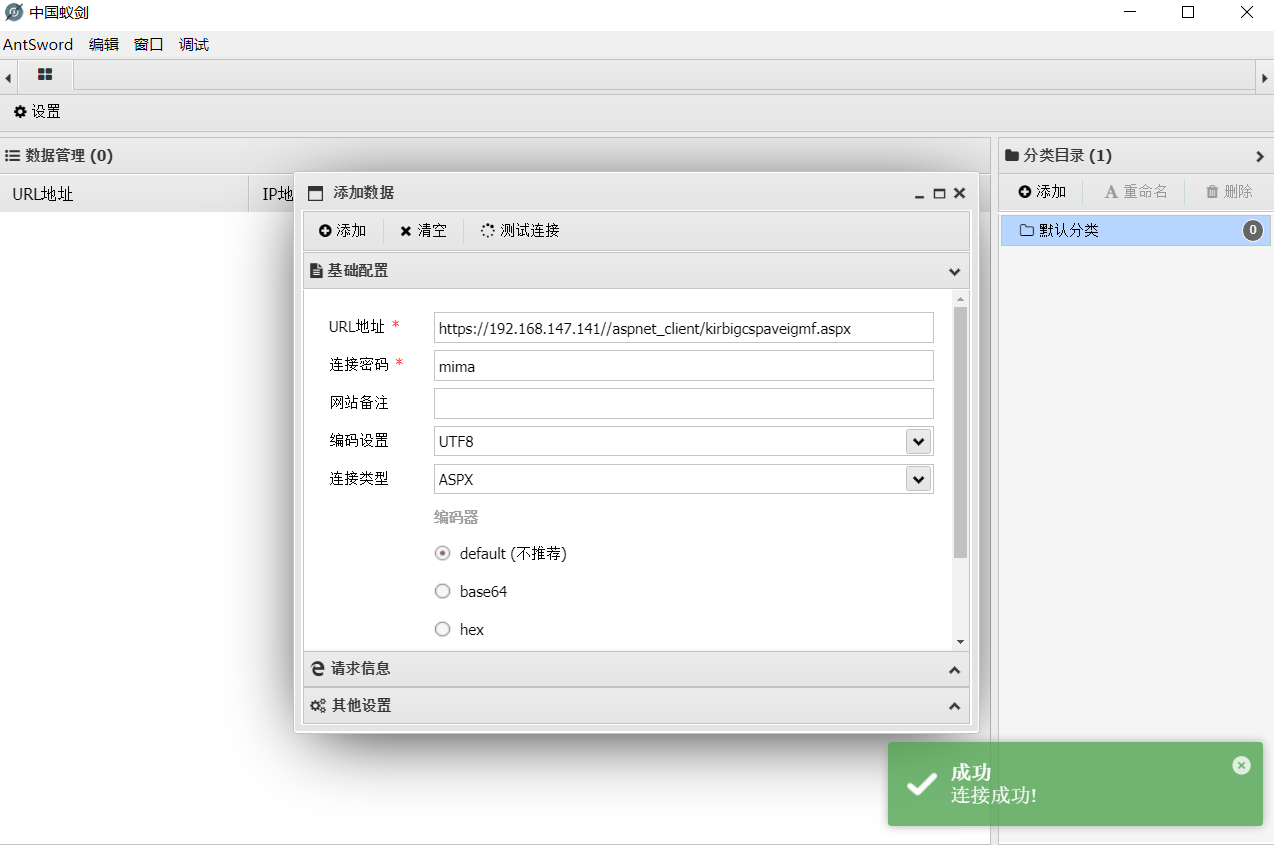 中国蚁剑
AntSword 编辑 窗口 调试
设置
数据管理 (0)
URL地址 IP地
分类目录 (1)
添加 重命名 删除
默认分类 0
添加数据
添加 清空 测试连接
基础配置
URL地址 * https://192.168.147.141//aspnet_client/kirbigcspaveigmf.aspx
连接密码 * mima
网站备注
编码设置 UTF8
连接类型 ASPX
编码器
default (不推荐)
base64
hex
请求信息
其他设置
成功
连接成功!